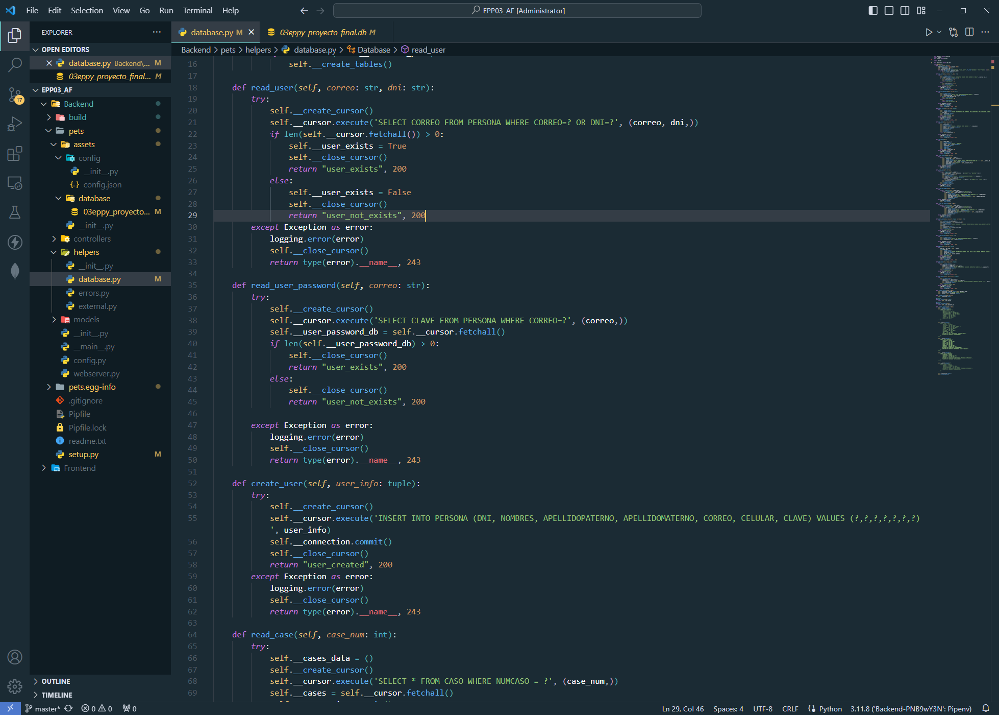 File Edit Selection View Go Run Terminal Help
EPP03_AF [Administrator]
EXPLORER
OPEN EDITORS
database.py Backend\... M
03eppy_proyecto_final... M
EPP03_AF
Backend
build
pets
assets
config
__init__.py
config.json
database
03eppy_proyecto... M
__init__.py
controllers
helpers
__init__.py
database.py M
errors.py
external.py
models
__init__.py
__main__.py
config.py
webserver.py
pets.egg-info
.gitignore
Pipfile
Pipfile.lock
readme.txt
setup.py M
Frontend
OUTLINE
TIMELINE
17
database.py M
03eppy_proyecto_final.db M
Backend > pets > helpers > database.py > Database > read_user
16 self.__create_tables()
17
18 def read_user(self, correo: str, dni: str):
19 try:
20 self.__create_cursor()
21 self.__cursor.execute('SELECT CORREO FROM PERSONA WHERE CORREO=? OR DNI=?', (correo, dni,))
22 if len(self.__cursor.fetchall()) > 0:
23 self.__user_exists = True
24 self.__close_cursor()
25 return "user_exists", 200
26 else:
27 self.__user_exists = False
28 self.__close_cursor()
29 return "user_not_exists", 200
30 except Exception as error:
31 logging.error(error)
32 self.__close_cursor()
33 return type(error).__name__, 243
34
35 def read_user_password(self, correo: str):
36 try:
37 self.__create_cursor()
38 self.__cursor.execute('SELECT CLAVE FROM PERSONA WHERE CORREO=?', (correo,))
39 self.__user_password_db = self.__cursor.fetchall()
40 if len(self.__user_password_db) > 0:
41 self.__close_cursor()
42 return "user_exists", 200
43 else:
44 self.__close_cursor()
45 return "user_not_exists", 200
46
47 except Exception as error:
48 logging.error(error)
49 self.__close_cursor()
50 return type(error).__name__, 243
51
52 def create_user(self, user_info: tuple):
53 try:
54 self.__create_cursor()
55 self.__cursor.execute('INSERT INTO PERSONA (DNI, NOMBRES, APELLIDOPATERNO, APELLIDOMATERNO, CORREO, CELULAR, CLAVE) VALUES (?,?,?,?,?,?,?)
', user_info)
56 self.__connection.commit()
57 self.__close_cursor()
58 return "user_created", 200
59 except Exception as error:
60 logging.error(error)
61 self.__close_cursor()
62 return type(error).__name__, 243
63
64 def read_case(self, case_num: int):
65 try:
66 self.__cases_data = ()
67 self.__create_cursor()
68 self.__cursor.execute('SELECT * FROM CASO WHERE NUMCASO = ?', (case_num,))
69 self.__cases = self.__cursor.fetchall()
master* 0 0 0 Ln 29, Col 46 Spaces: 4 UTF-8 CRLF Python 3.11.8 ('Backend-PNB9wY3N': Pipenv)